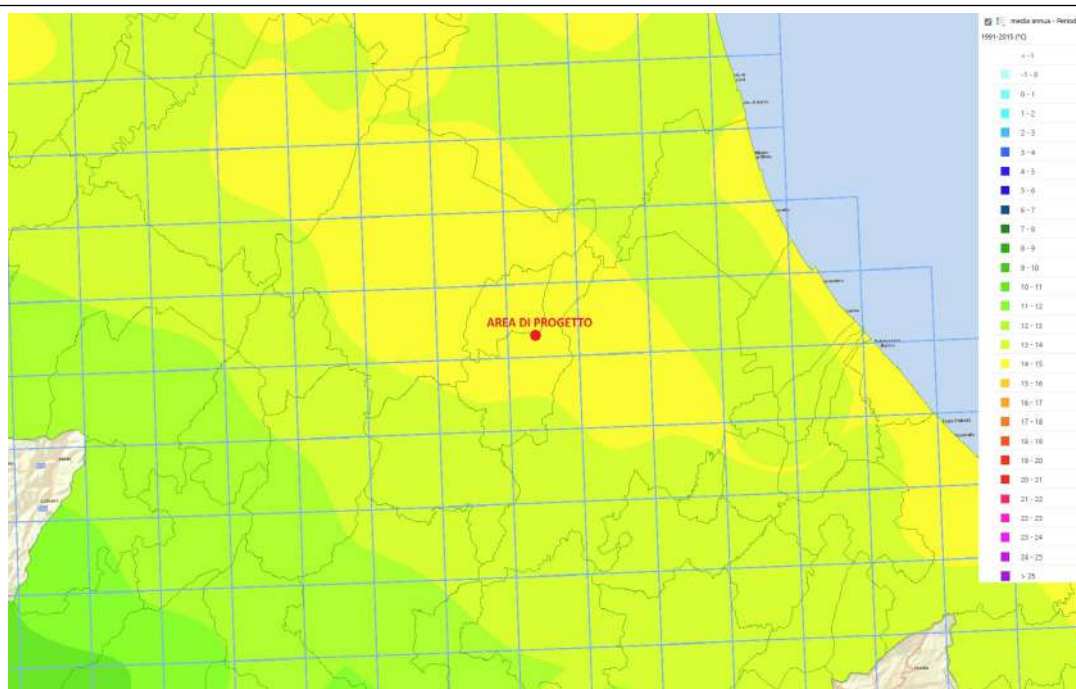 media annua - Period
1991-2015 (°C)
< -1
-1 - 0
0 - 1
1 - 2
2 - 3
3 - 4
4 - 5
5 - 6
6 - 7
7 - 8
8 - 9
9 - 10
10 - 11
11 - 12
12 - 13
13 - 14
14 - 15
15 - 16
16 - 17
17 - 18
18 - 19
19 - 20
20 - 21
21 - 22
22 - 23
23 - 24
24 - 25
> 25
AREA DI PROGETTO